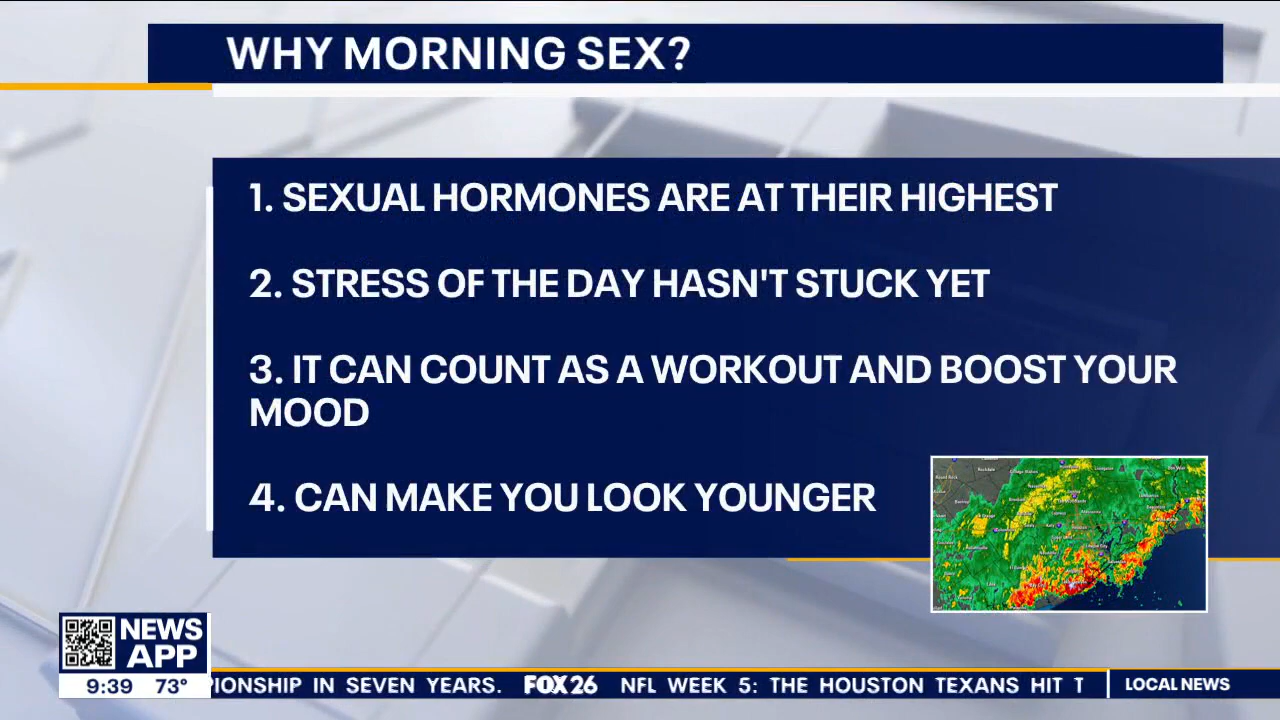 WHY MORNING SEX?
1. SEXUAL HORMONES ARE AT THEIR HIGHEST
2. STRESS OF THE DAY HASN'T STUCK YET
3. IT CAN COUNT AS A WORKOUT AND BOOST YOUR
MOOD
4. CAN MAKE YOU LOOK YOUNGER
NEWS
APP
9:39 73°
IONSHIP IN SEVEN YEARS. FOX 26 NFL WEEK 5: THE HOUSTON TEXANS HIT T
LOCAL NEWS